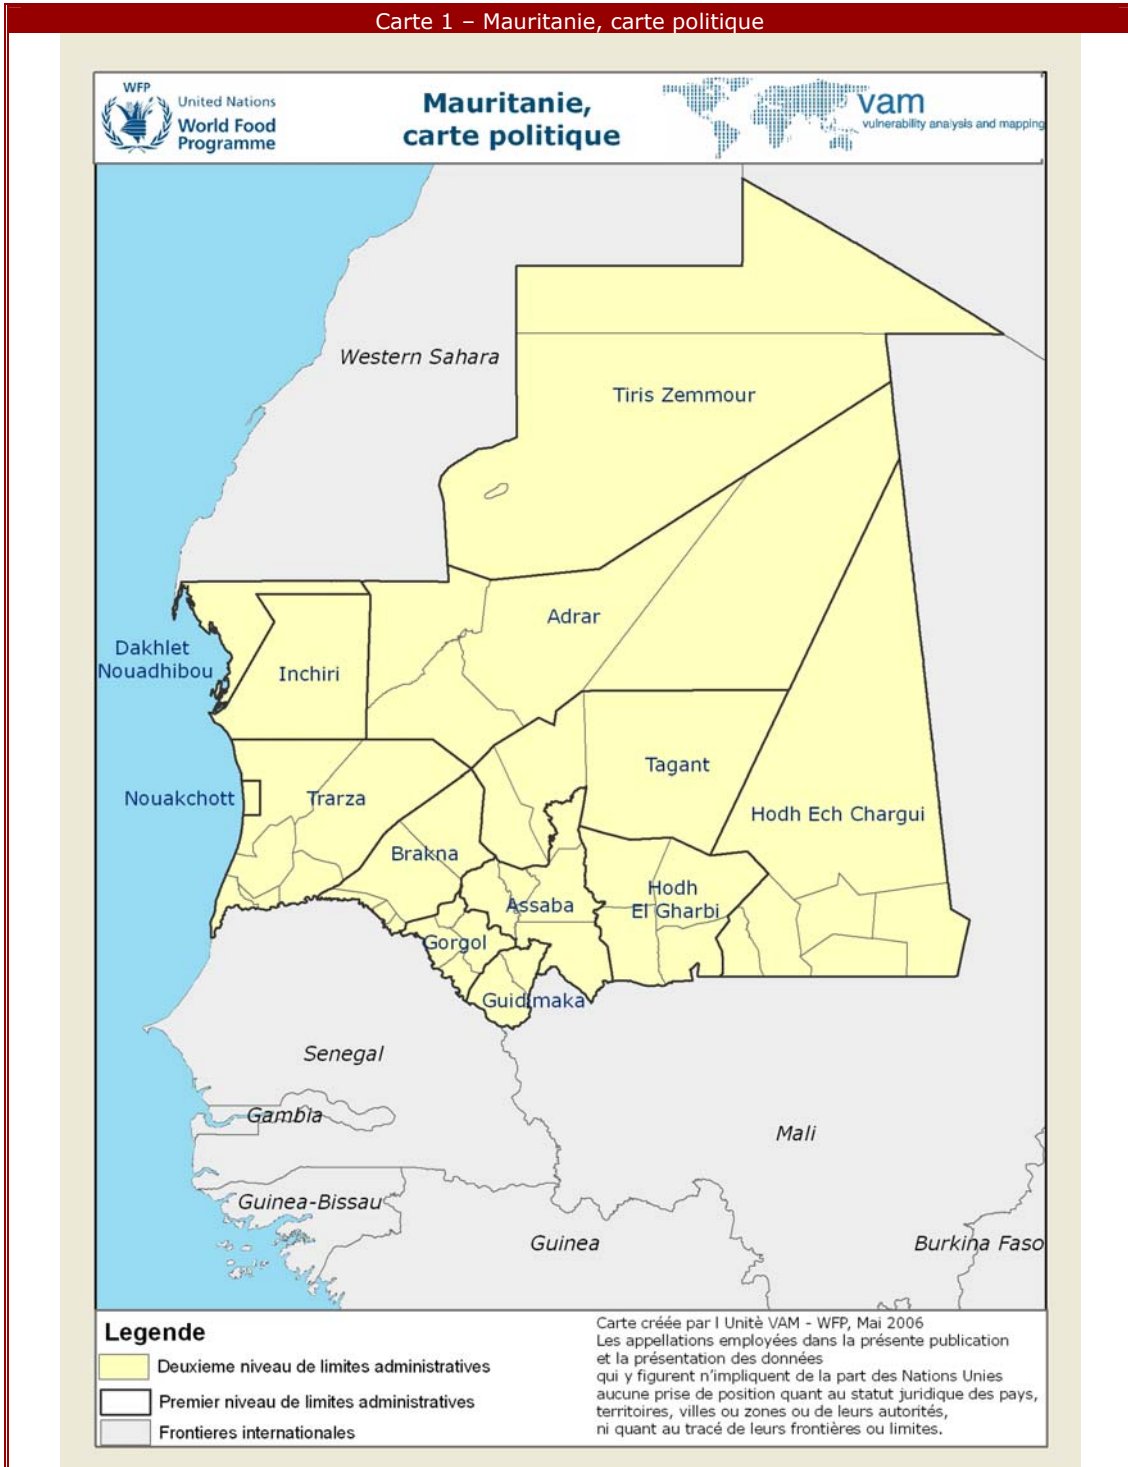 Carte 1 – Mauritanie, carte politique
WFP
United Nations
World Food
Programme
Mauritanie,
carte politique
vam
vulnerability analysis and mapping
Western Sahara
Tiris Zemmour
Adrar
Dakhlet
Nouadhibou
Inchiri
Tagant
Nouakchott
Trarza
Hodh Ech Chargui
Brakna
Hodh
El Gharbi
Assaba
Gorgol
Guidimaka
Senegal
Gambia
Mali
Guinea-Bissau
Guinea
Burkina Faso
Legende
Deuxieme niveau de limites administratives
Premier niveau de limites administratives
Frontieres internationales
Carte créée par l Unitè VAM - WFP, Mai 2006
Les appellations employées dans la présente publication
et la présentation des données
qui y figurent n’impliquent de la part des Nations Unies
aucune prise de position quant au statut juridique des pays,
territoires, villes ou zones ou de leurs autorités,
ni quant au tracé de leurs frontières ou limites.